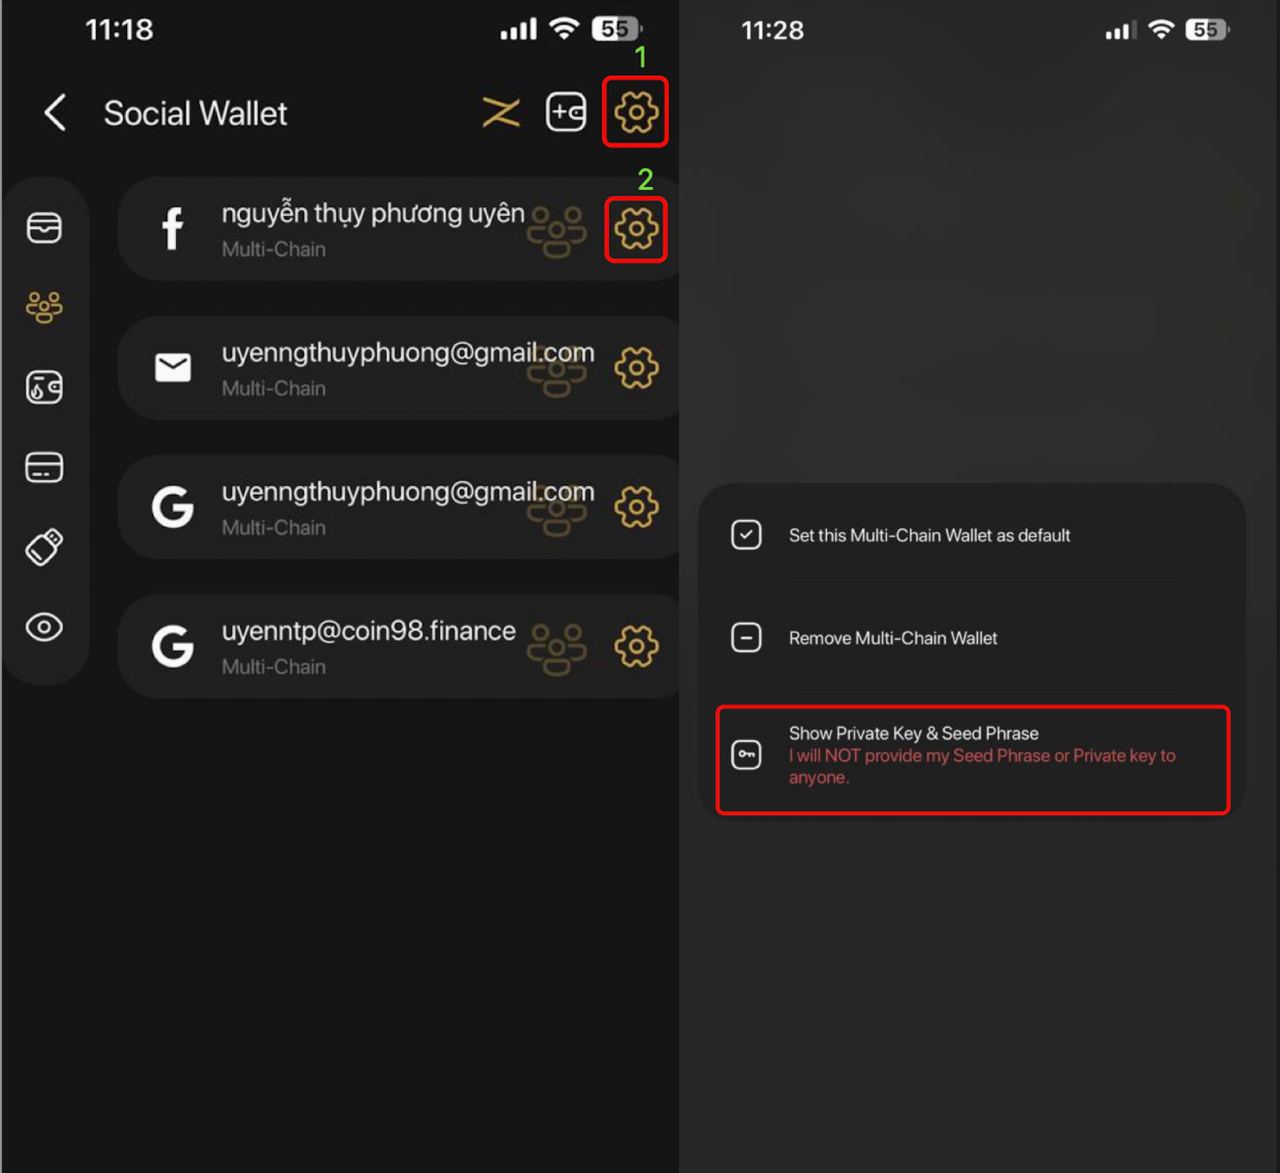 11:18
55
1
Social Wallet
2
nguyễn thụy phương uyên
Multi-Chain
uyenngthuyphuong@gmail.com
Multi-Chain
uyenngthuyphuong@gmail.com
Multi-Chain
uyenntp@coin98.finance
Multi-Chain
11:28
55
Set this Multi-Chain Wallet as default
Remove Multi-Chain Wallet
Show Private Key & Seed Phrase
I will NOT provide my Seed Phrase or Private key to
anyone.